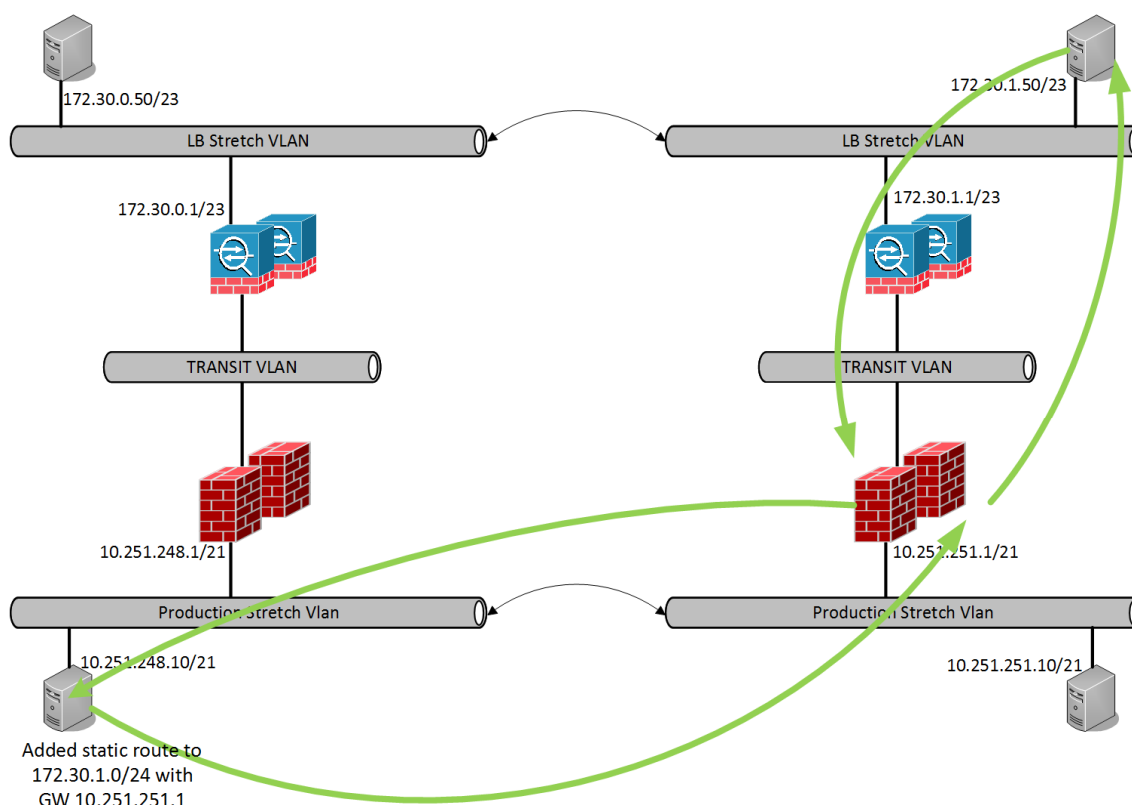 172.30.0.50/23
172.30.1.50/23
LB Stretch VLAN
LB Stretch VLAN
172.30.0.1/23
172.30.1.1/23
TRANSIT VLAN
TRANSIT VLAN
10.251.248.1/21
10.251.251.1/21
Production Stretch Vlan
Production Stretch Vlan
10.251.248.10/21
10.251.251.10/21
Added static route to
172.30.1.0/24 with
GW 10.251.251.1